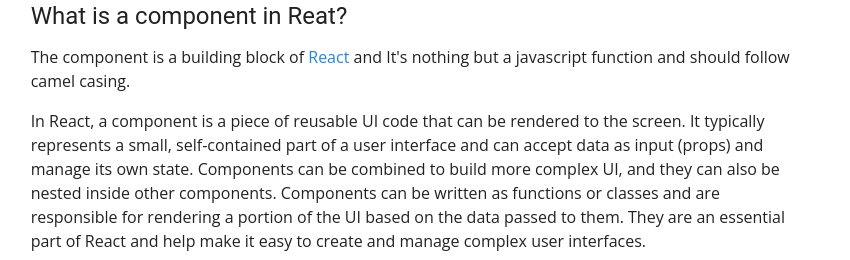 What is a component in Reat?
The component is a building block of React and It's nothing but a javascript function and should follow
camel casing.
In React, a component is a piece of reusable UI code that can be rendered to the screen. It typically
represents a small, self-contained part of a user interface and can accept data as input (props) and
manage its own state. Components can be combined to build more complex UI, and they can also be
nested inside other components. Components can be written as functions or classes and are
responsible for rendering a portion of the UI based on the data passed to them. They are an essential
part of React and help make it easy to create and manage complex user interfaces.